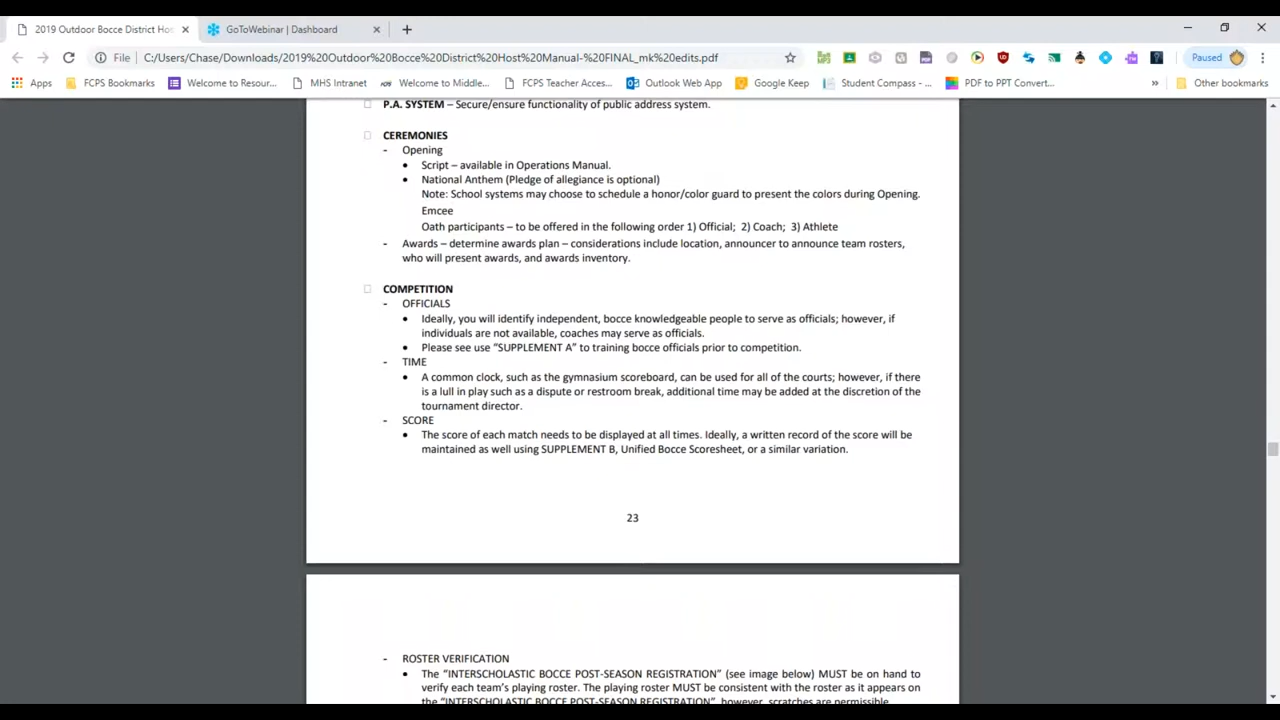 2019 Outdoor Bocce District Hos
GoToWebinar | Dashboard
File
C:/Users/Chase/Downloads/2019%20Outdoor%20Bocce%20District%20Host%20Manual-%20FINAL_mk%20edits.pdf
Paused
Apps
FCPS Bookmarks
Welcome to Resour...
MHS Intranet
Welcome to Middle...
FCPS Teacher Acces...
Outlook Web App
Google Keep
Student Compass - ...
PDF to PPT Convert...
»
Other bookmarks
P.A. SYSTEM – Secure/ensure functionality of public address system.
CEREMONIES
- Opening
• Script – available in Operations Manual.
• National Anthem (Pledge of allegiance is optional)
Note: School systems may choose to schedule a honor/color guard to present the colors during Opening.
Emcee
Oath participants – to be offered in the following order 1) Official; 2) Coach; 3) Athlete
- Awards – determine awards plan – considerations include location, announcer to announce team rosters,
who will present awards, and awards inventory.
COMPETITION
- OFFICIALS
• Ideally, you will identify independent, bocce knowledgeable people to serve as officials; however, if
individuals are not available, coaches may serve as officials.
• Please see use “SUPPLEMENT A” to training bocce officials prior to competition.
- TIME
• A common clock, such as the gymnasium scoreboard, can be used for all of the courts; however, if there
is a lull in play such as a dispute or restroom break, additional time may be added at the discretion of the
tournament director.
- SCORE
• The score of each match needs to be displayed at all times. Ideally, a written record of the score will be
maintained as well using SUPPLEMENT B, Unified Bocce Scoresheet, or a similar variation.
23
- ROSTER VERIFICATION
• The “INTERSCHOLASTIC BOCCE POST-SEASON REGISTRATION” (see image below) MUST be on hand to
verify each team’s playing roster. The playing roster MUST be consistent with the roster as it appears on
the “INTERSCHOLASTIC BOCCE POST-SEASON REGISTRATION”, however, scratches are permissible.